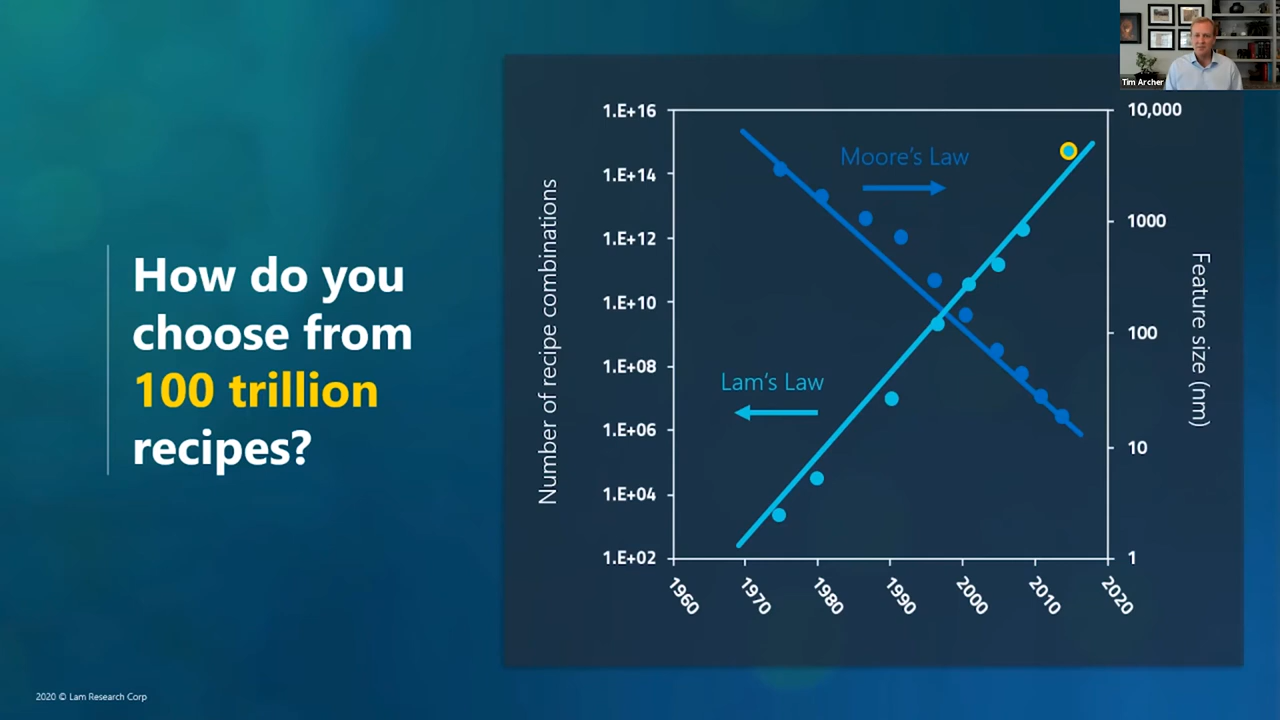 Tim Archer
How do you
choose from
100 trillion
recipes?
Number of recipe combinations
1.E+16
1.E+14
1.E+12
1.E+10
1.E+08
1.E+06
1.E+04
1.E+02
Moore's Law
Lam's Law
10,000
1000
100
10
1
Feature size (nm)
1960
1970
1980
1990
2000
2010
2020
2020 © Lam Research Corp